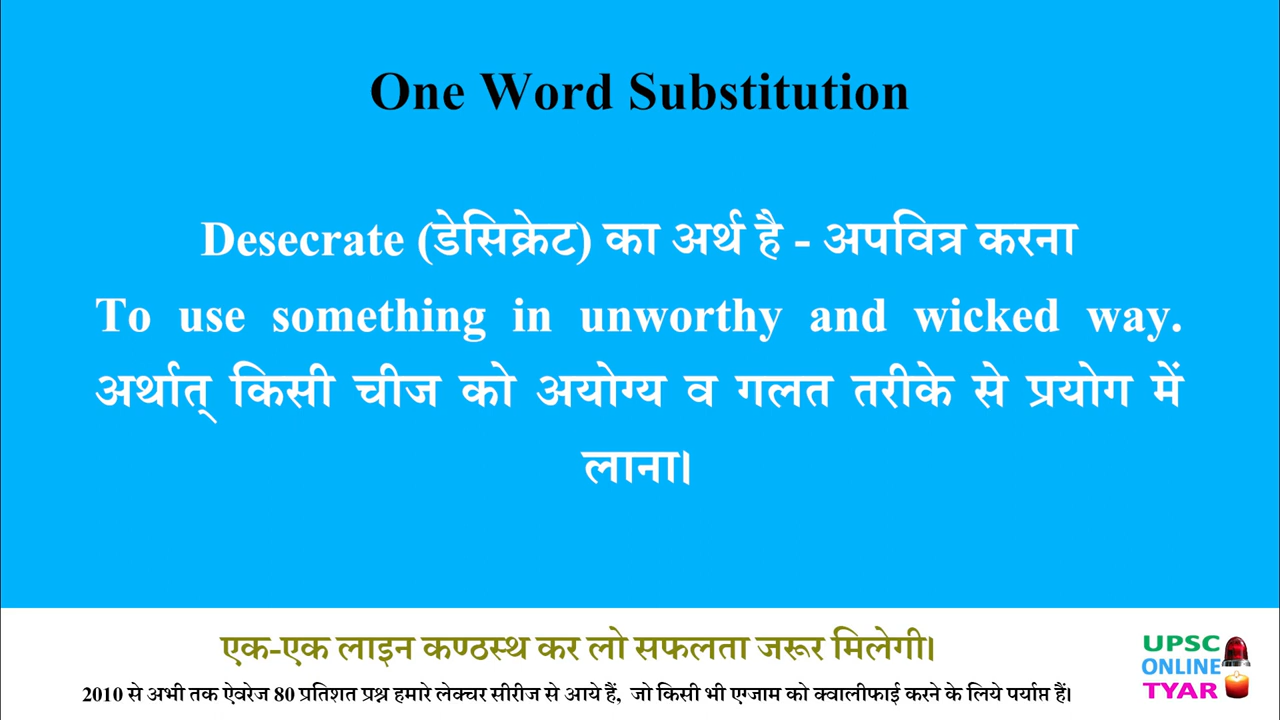 One Word Substitution
Desecrate (डेसिक्रेट) का अर्थ है - अपवित्र करना
To use something in unworthy and wicked way.
अर्थात् किसी चीज को अयोग्य व गलत तरीके से प्रयोग में
लाना।
एक-एक लाइन कण्ठस्थ कर लो सफलता जरूर मिलेगी।
2010 से अभी तक ऐवरेज 80 प्रतिशत प्रश्न हमारे लेक्चर सीरीज से आये हैं, जो किसी भी एग्जाम को क्वालीफाई करने के लिये पर्याप्त हैं।
UPSC
ONLINE
TYAR